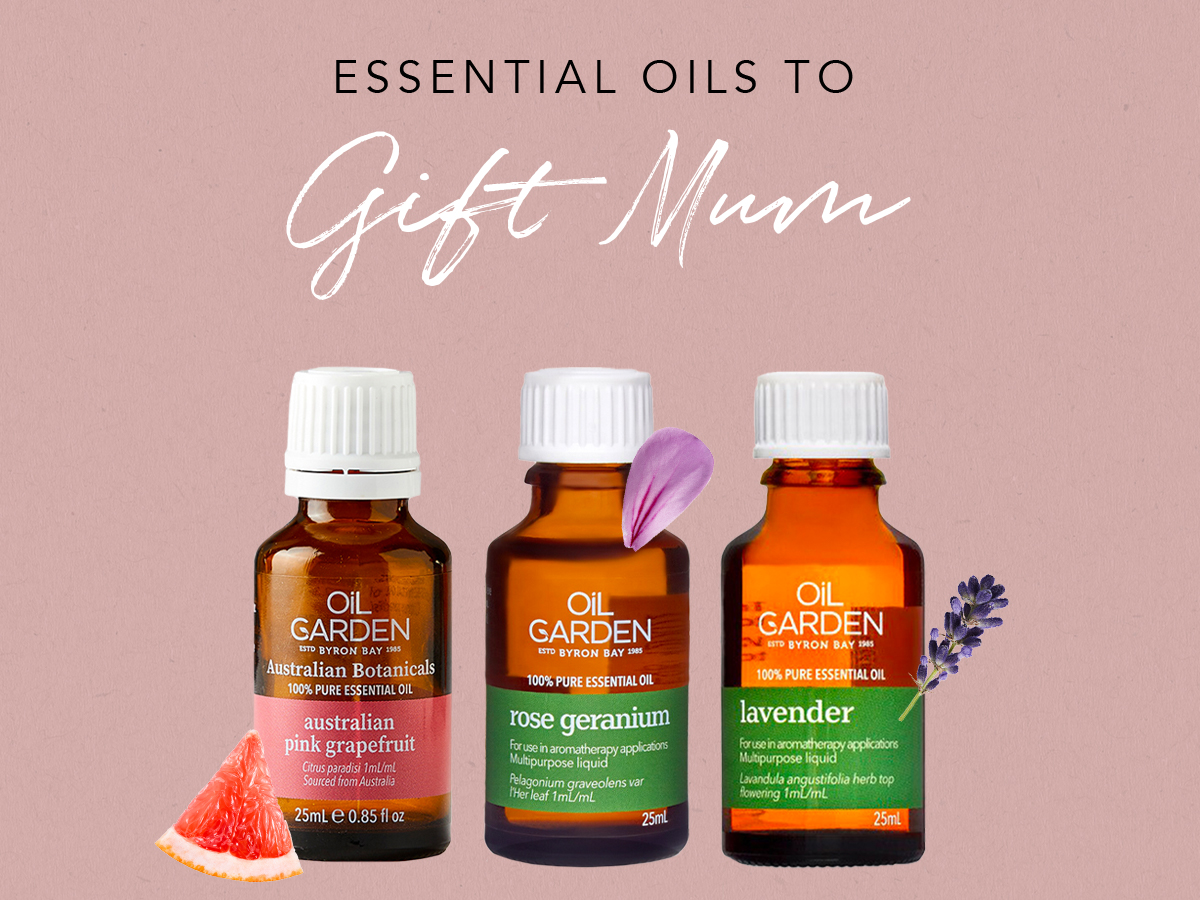 ESSENTIAL OILS TO
Gift Mum
OiL
GARDEN
ESTD BYRON BAY 1985
Australian Botanicals
100% PURE ESSENTIAL OIL
australian
pink grapefruit
Citrus paradisi 1mL/mL
Sourced from Australia
25mL ℮ 0.85 fl oz
OiL
GARDEN
ESTD BYRON BAY 1985
100% PURE ESSENTIAL OIL
rose geranium
For use in aromatherapy applications
Multipurpose liquid
Pelagonium graveolens var
l'Her leaf 1mL/mL
25mL
OiL
GARDEN
ESTD BYRON BAY 1985
100% PURE ESSENTIAL OIL
lavender
For use in aromatherapy applications
Multipurpose liquid
Lavandula angustifolia herb top
flowering 1mL/mL
25mL